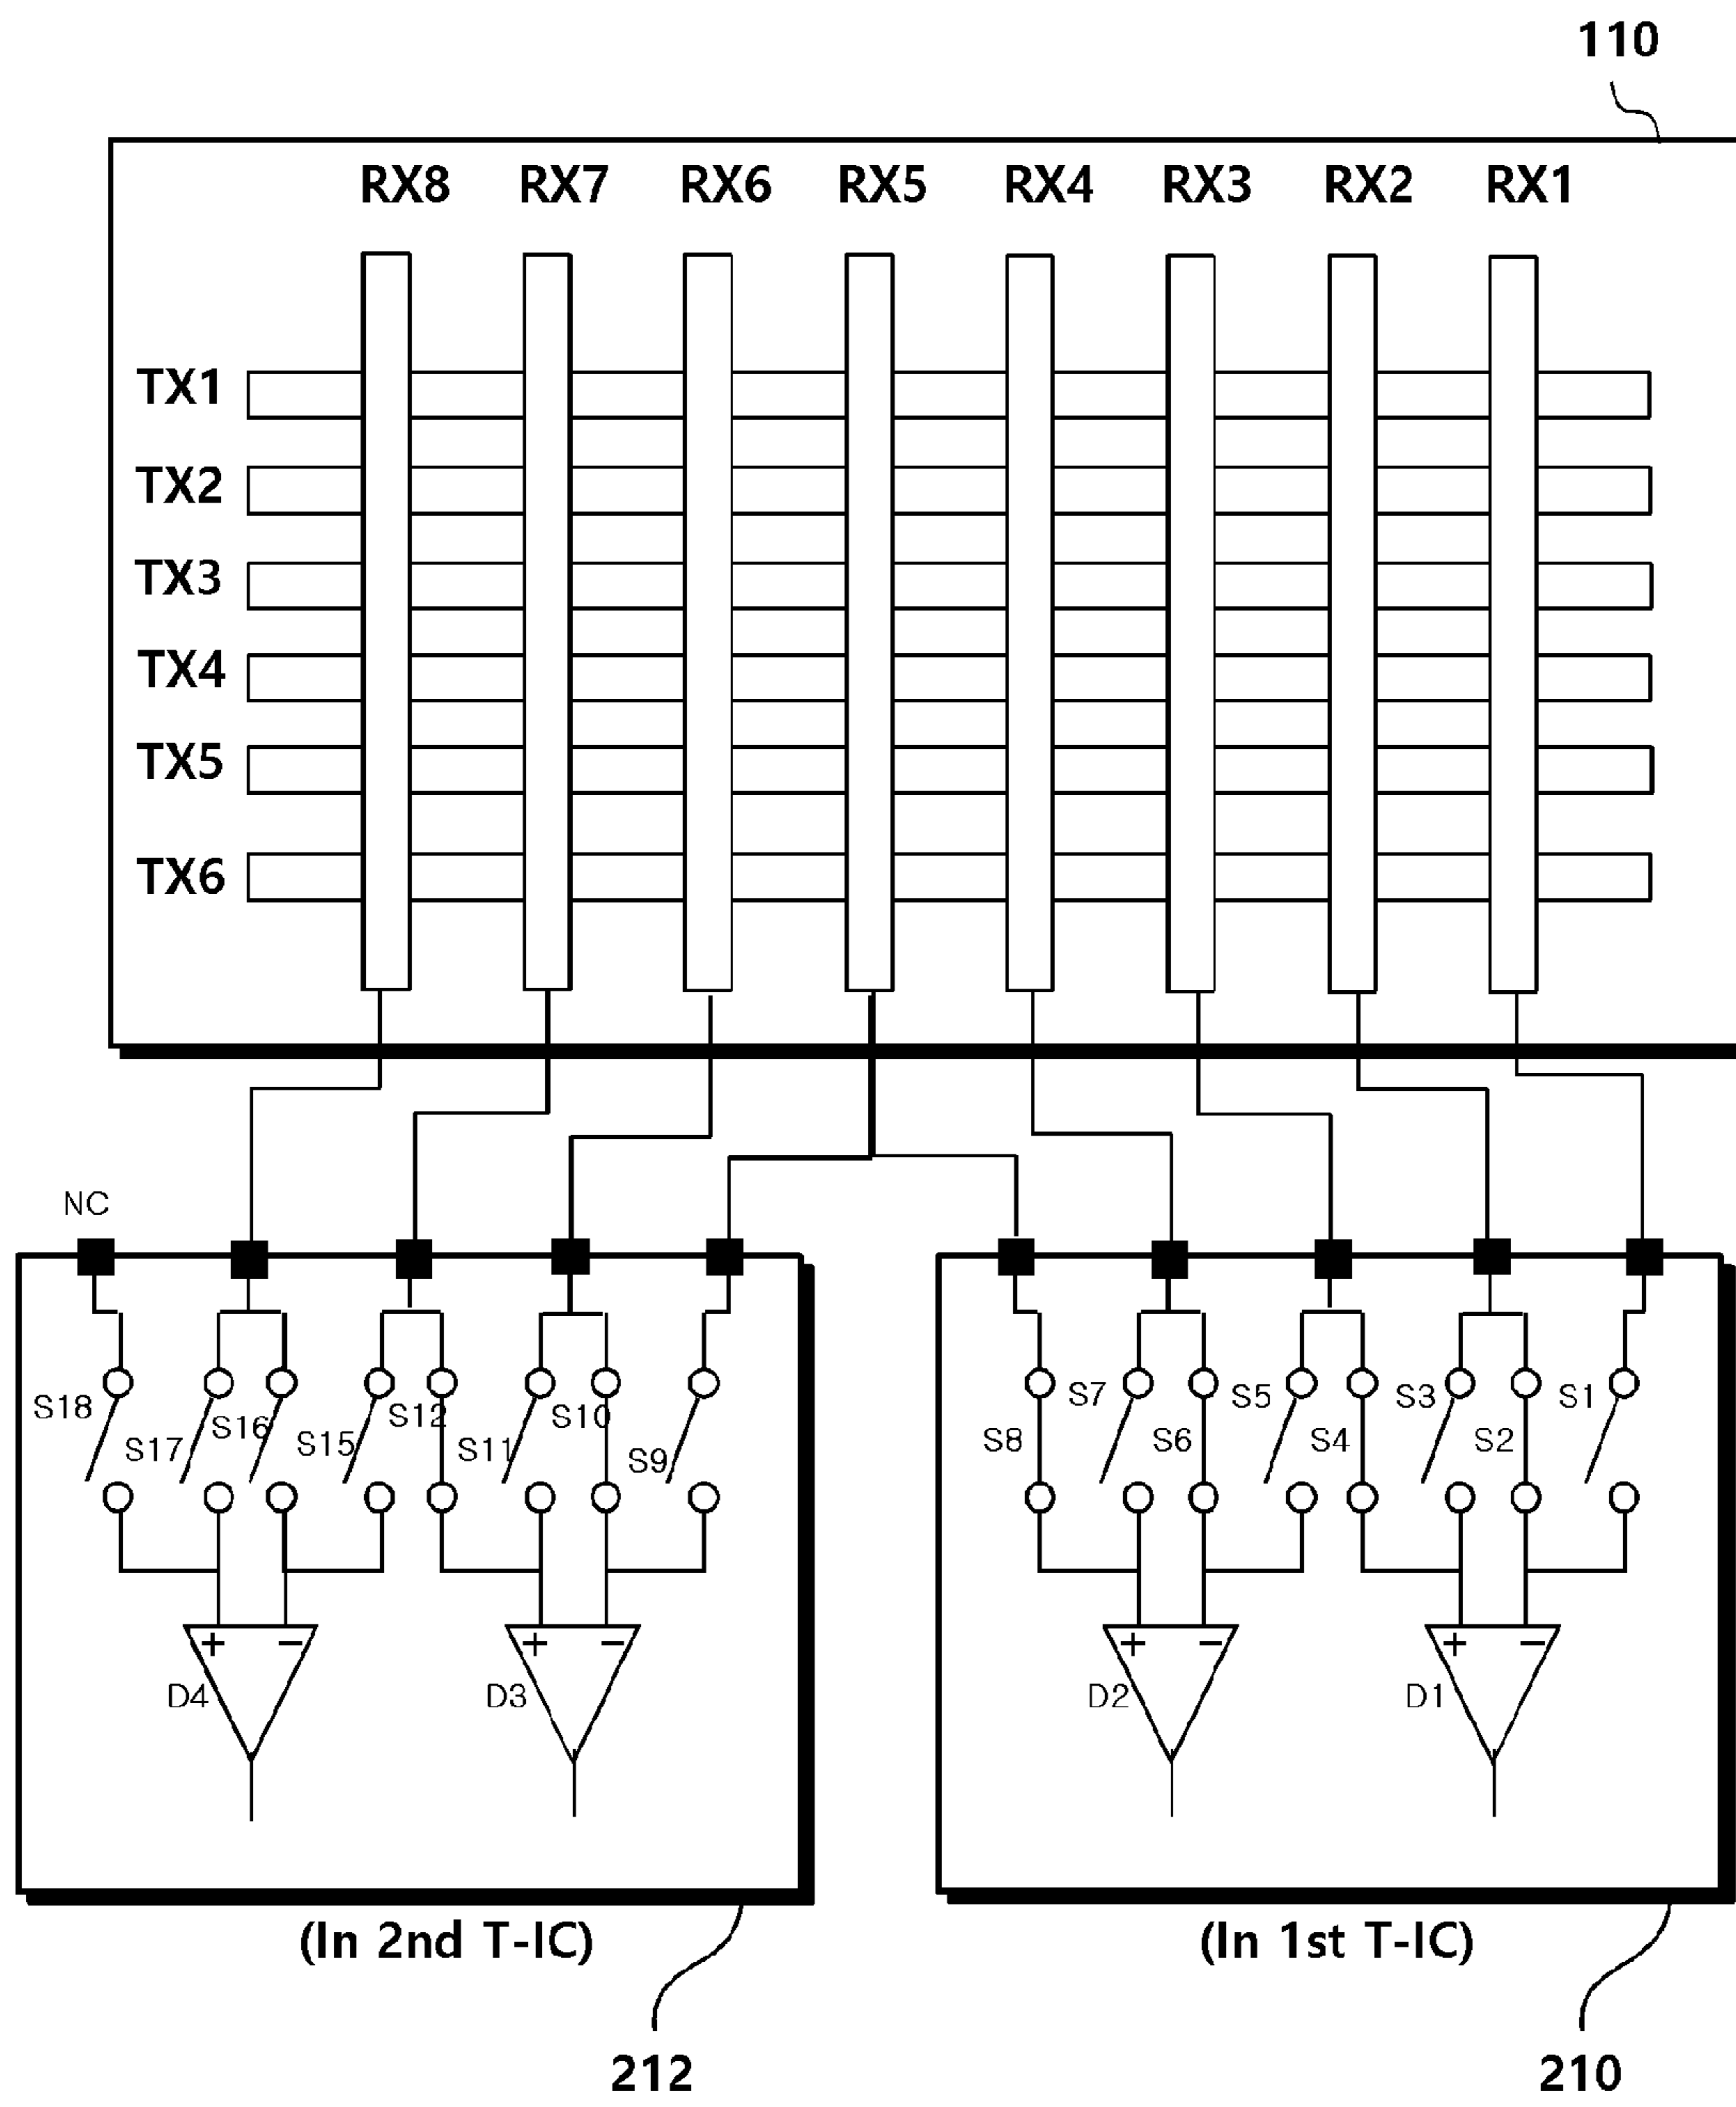 110
RX8 RX7 RX6 RX5 RX4 RX3 RX2 RX1
TX1
TX2
TX3
TX4
TX5
TX6
NC
S18 S17 S16 S15 S12 S11 S10 S9
S8 S7 S6 S5 S4 S3 S2 S1
+ − + − + − + −
D4 D3 D2 D1
(In 2nd T-IC) (In 1st T-IC)
212 210